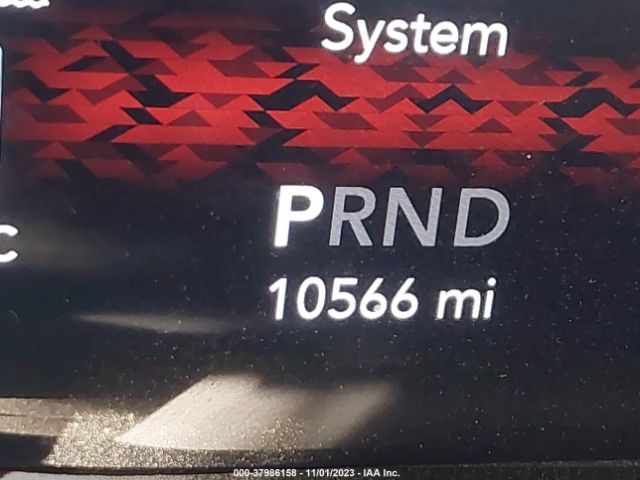 System
PRND
10566 mi
C
000-37986158 - 11/01/2023 - IAA Inc.